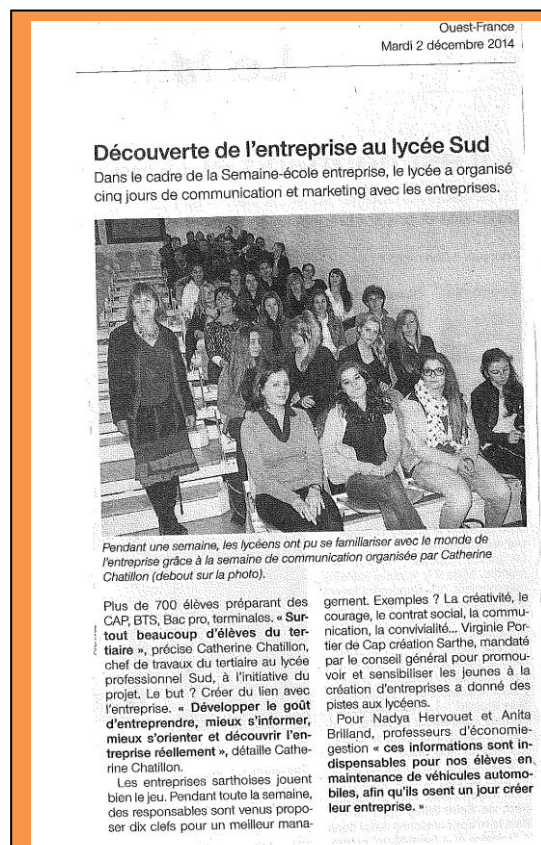 Ouest-France
Mardi 2 décembre 2014
Découverte de l'entreprise au lycée Sud
Dans le cadre de la Semaine-école entreprise, le lycée a organisé
cinq jours de communication et marketing avec les entreprises.
Pendant une semaine, les lycéens ont pu se familiariser avec le monde de
l'entreprise grâce à la semaine de communication organisée par Catherine
Chatillon (debout sur la photo).
Plus de 700 élèves préparant des
CAP, BTS, Bac pro, terminales. « Sur-
tout beaucoup d'élèves du ter-
tiaire », précise Catherine Chatillon,
chef de travaux du tertiaire au lycée
professionnel Sud, à l'initiative du
projet. Le but ? Créer du lien avec
l'entreprise. « Développer le goût
d'entreprendre, mieux s'informer,
mieux s'orienter et découvrir l'en-
treprise réellement », détaille Cathe-
rine Chatillon.
Les entreprises sarthoises jouent
bien le jeu. Pendant toute la semaine,
des responsables sont venus propo-
ser dix clefs pour un meilleur mana-
gement. Exemples ? La créativité, le
courage, le contrat social, la commu-
nication, la convivialité... Virginie Por-
tier de Cap création Sarthe, mandaté
par le conseil général pour promou-
voir et sensibiliser les jeunes à la
création d'entreprises a donné des
pistes aux lycéens.
Pour Nadya Hervouet et Anita
Brilland, professeurs d'économie-
gestion « ces informations sont in-
dispensables pour nos élèves en
maintenance de véhicules automo-
biles, afin qu'ils osent un jour créer
leur entreprise. »